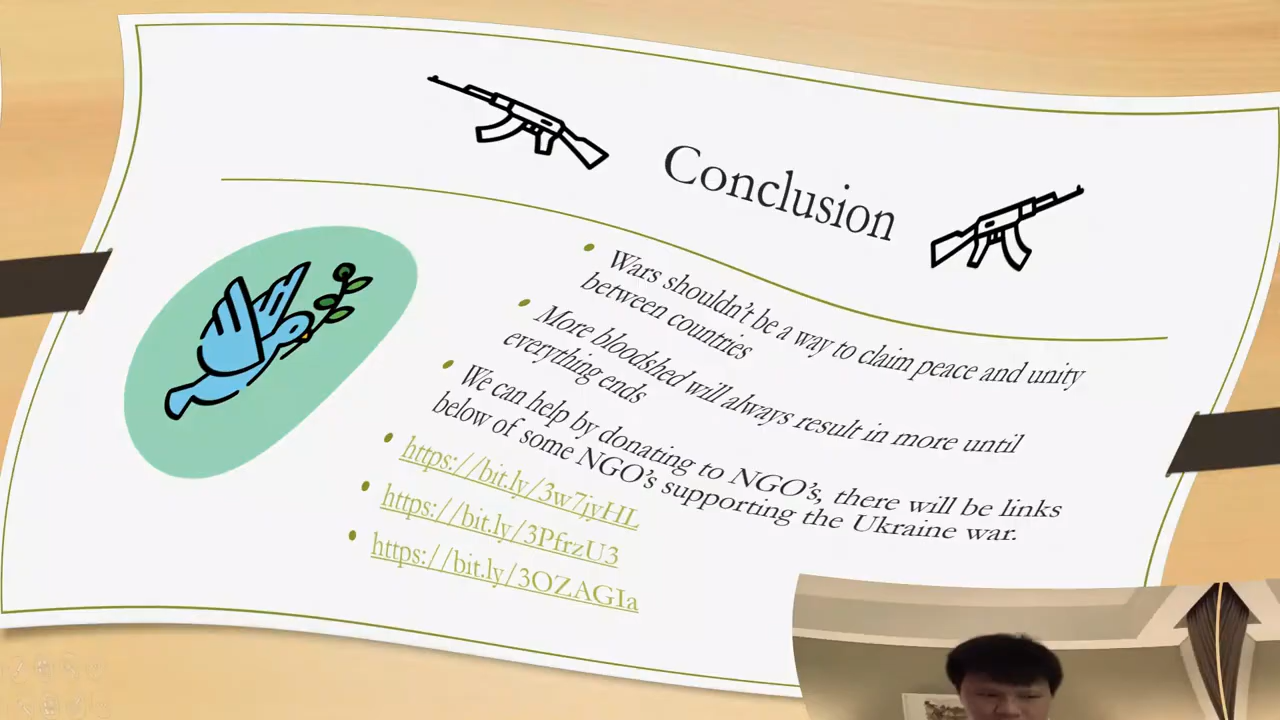 Conclusion
Wars shouldn't be a way to claim peace and unity
between countries
More bloodshed will always result in more until
everything ends
We can help by donating to NGO's, there will be links
below of some NGO's supporting the Ukraine war.
https://bit.ly/3w7jyHL
https://bit.ly/3PfrzU3
https://bit.ly/3OZAGIa